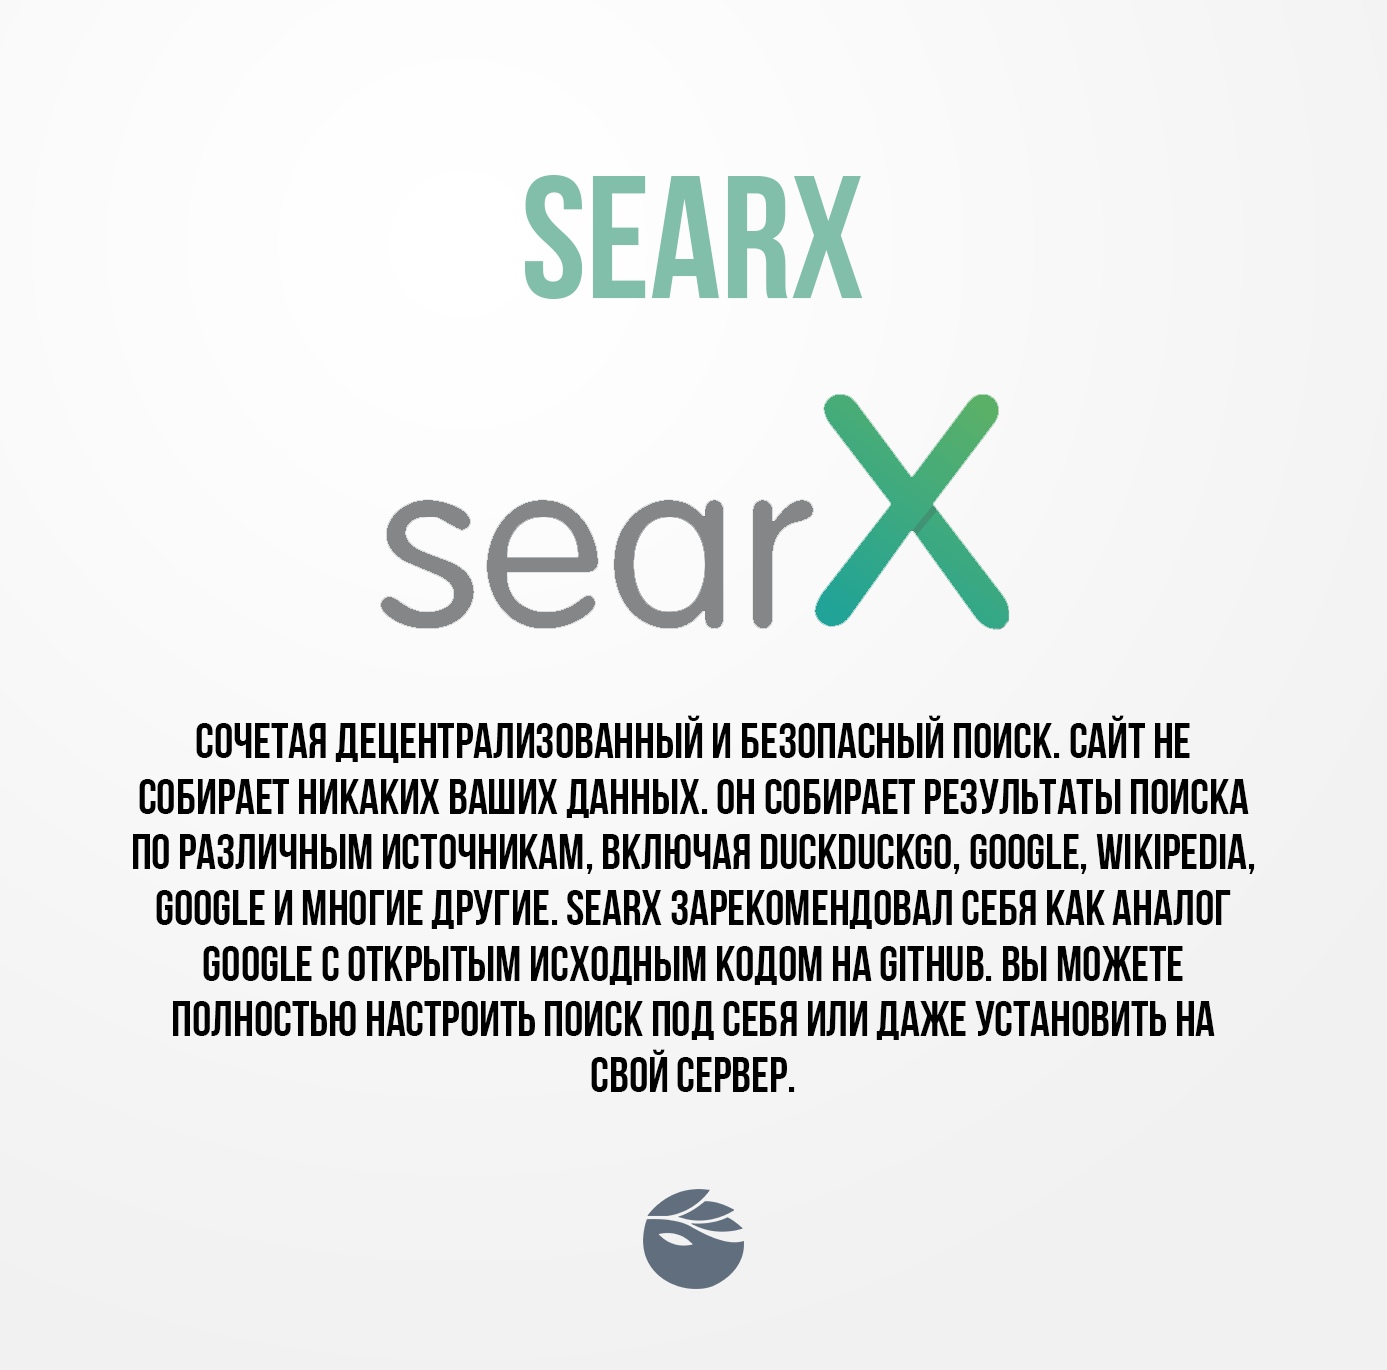 SEARX
searX
СОЧЕТАЯ ДЕЦЕНТРАЛИЗОВАННЫЙ И БЕЗОПАСНЫЙ ПОИСК. САЙТ НЕ
СОБИРАЕТ НИКАКИХ ВАШИХ ДАННЫХ. ОН СОБИРАЕТ РЕЗУЛЬТАТЫ ПОИСКА
ПО РАЗЛИЧНЫМ ИСТОЧНИКАМ, ВКЛЮЧАЯ DUCKDUCKGO, GOOGLE, WIKIPEDIA,
GOOGLE И МНОГИЕ ДРУГИЕ. SEARX ЗАРЕКОМЕНДОВАЛ СЕБЯ КАК АНАЛОГ
GOOGLE С ОТКРЫТЫМ ИСХОДНЫМ КОДОМ НА GITHUB. ВЫ МОЖЕТЕ
ПОЛНОСТЬЮ НАСТРОИТЬ ПОИСК ПОД СЕБЯ ИЛИ ДАЖЕ УСТАНОВИТЬ НА
СВОЙ СЕРВЕР.